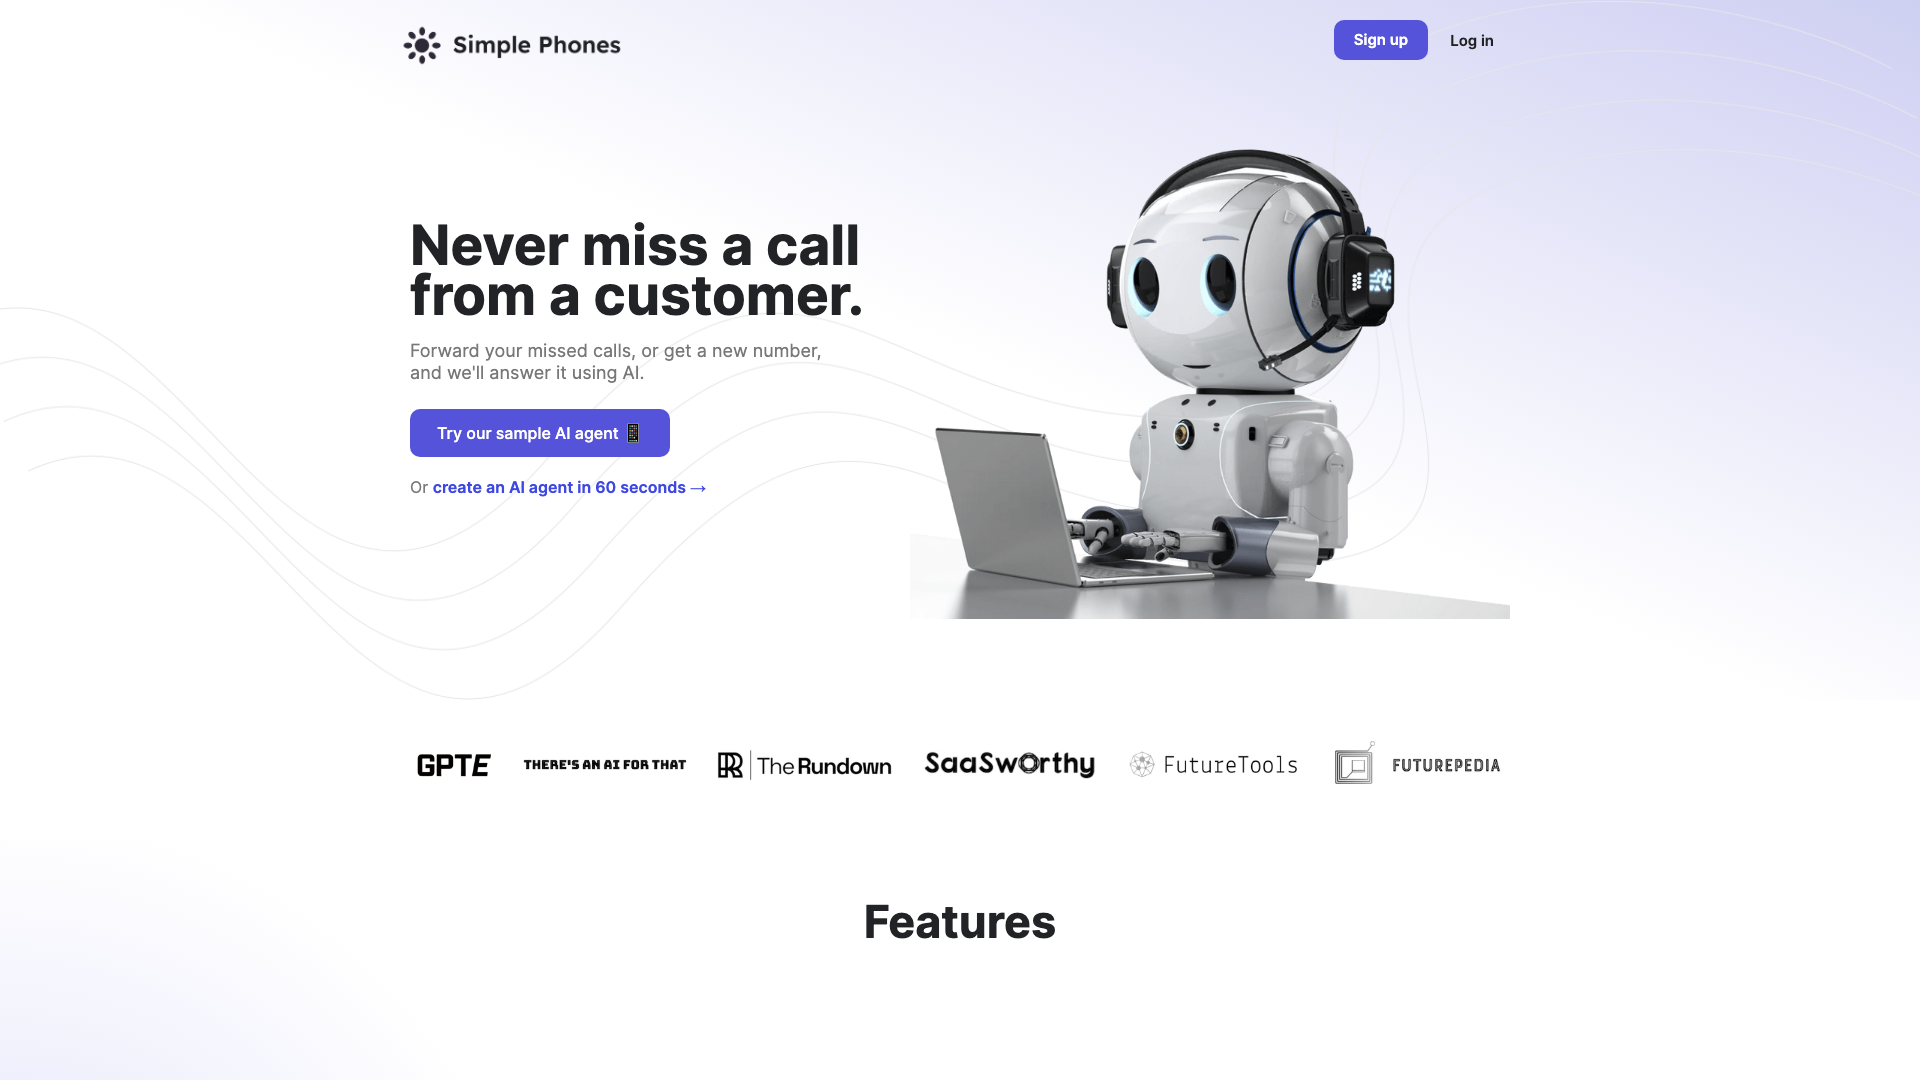 Simple Phones
Sign up
Log in
Never miss a call
from a customer.
Forward your missed calls, or get a new number,
and we'll answer it using AI.
Try our sample AI agent 📱
Or create an AI agent in 60 seconds →
GPTE
THERE'S AN AI FOR THAT
The Rundown
SaaSworthy
FutureTools
FUTUREPEDIA
Features